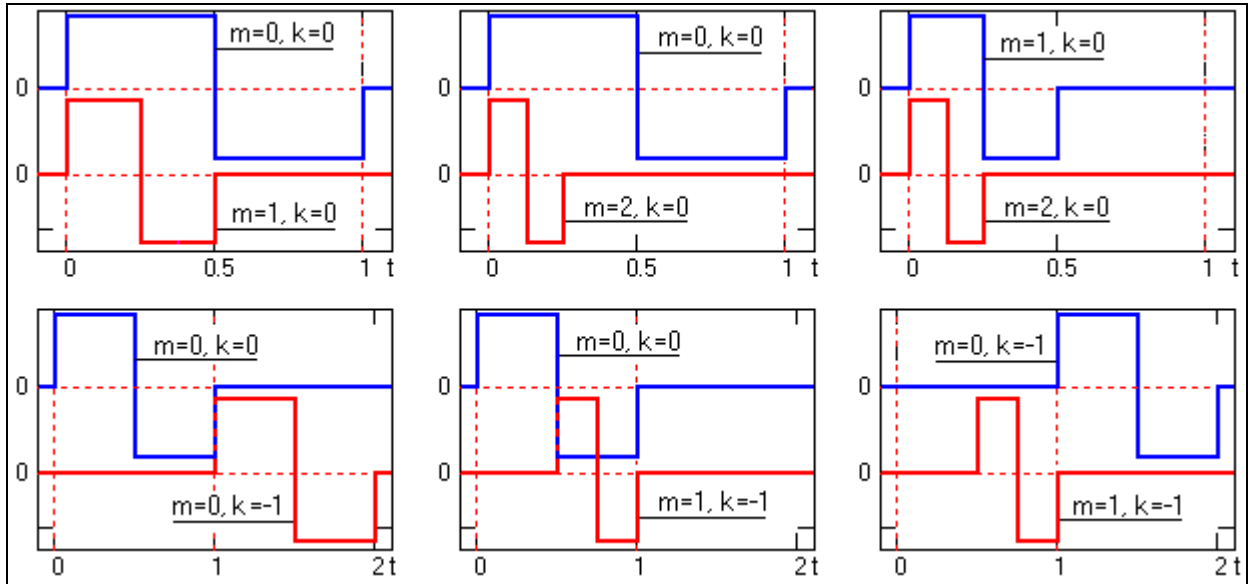 m=0, k=0
0
0
m=1, k=0
0 0.5 1 t
m=0, k=0
0
0
m=2, k=0
0 0.5 1 t
m=1, k=0
0
0
m=2, k=0
0 0.5 1 t
m=0, k=0
0
0
m=0, k=-1
0 1 2 t
m=0, k=0
0
0
m=1, k=-1
0 1 2 t
m=0, k=-1
0
0
m=1, k=-1
0 1 2 t